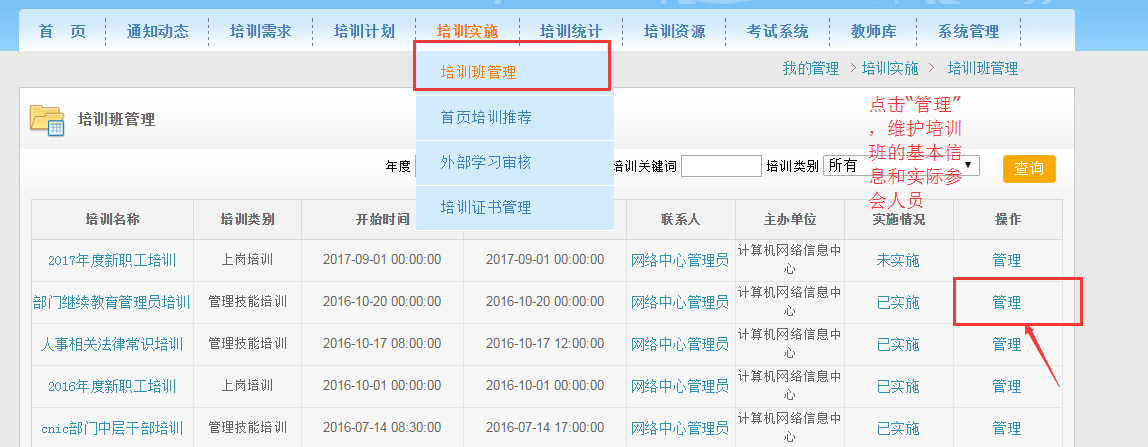 首 页 通知动态 培训需求 培训计划 培训实施 培训统计 培训资源 考试系统 教师库 系统管理
培训班管理
首页培训推荐
外部学习审核
培训证书管理
我的管理 > 培训实施 > 培训班管理
培训班管理
点击“管理”
，维护培训
班的基本信
息和实际参
会人员
年度 培训关键词 培训类别 所有 查询
培训名称 培训类别 开始时间 联系人 主办单位 实施情况 操作
2017年度新职工培训 上岗培训 2017-09-01 00:00:00 2017-09-01 00:00:00 网络中心管理员 计算机网络信息中
心 未实施 管理
部门继续教育管理员培训 管理技能培训 2016-10-20 00:00:00 2016-10-20 00:00:00 网络中心管理员 计算机网络信息中
心 已实施 管理
人事相关法律常识培训 管理技能培训 2016-10-17 08:00:00 2016-10-17 12:00:00 网络中心管理员 计算机网络信息中
心 已实施 管理
2016年度新职工培训 上岗培训 2016-10-01 00:00:00 2016-10-01 00:00:00 网络中心管理员 计算机网络信息中
心 已实施 管理
cnic部门中层干部培训 管理技能培训 2016-07-14 08:30:00 2016-07-14 17:00:00 网络中心管理员 计算机网络信息中
心 已实施 管理